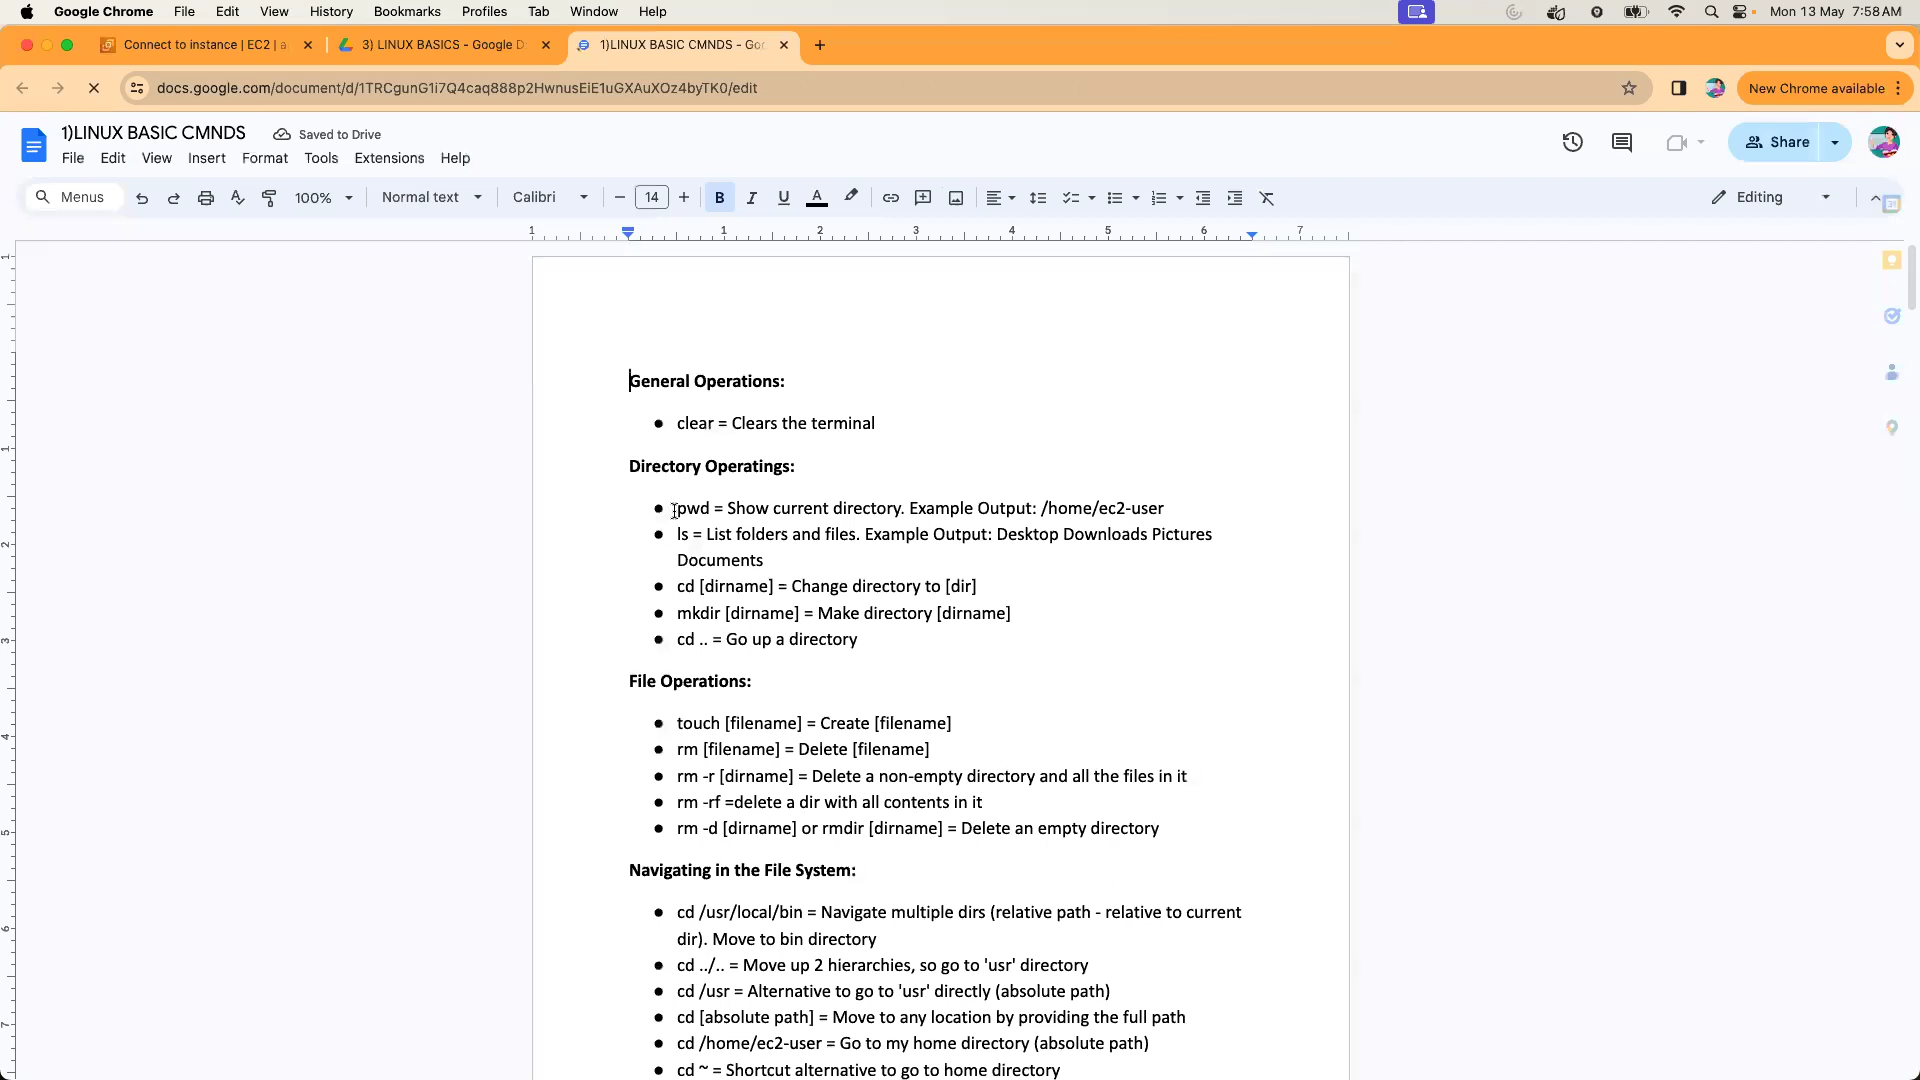 Google Chrome File Edit View History Bookmarks Profiles Tab Window Help Mon 13 May 7:58 AM
Connect to instance | EC2 | a 3) LINUX BASICS - Google D 1)LINUX BASIC CMNDS - Goo
docs.google.com/document/d/1TRCgunG1i7Q4caq888p2HwnusEiE1uGXAuXOz4byTK0/edit New Chrome available
1)LINUX BASIC CMNDS Saved to Drive
File Edit View Insert Format Tools Extensions Help Share
Menus 100% Normal text Calibri 14 B I U A Editing
1 1 2 3 4 5 6 7
General Operations:
● clear = Clears the terminal
Directory Operatings:
● pwd = Show current directory. Example Output: /home/ec2-user
● ls = List folders and files. Example Output: Desktop Downloads Pictures
Documents
● cd [dirname] = Change directory to [dir]
● mkdir [dirname] = Make directory [dirname]
● cd .. = Go up a directory
File Operations:
● touch [filename] = Create [filename]
● rm [filename] = Delete [filename]
● rm -r [dirname] = Delete a non-empty directory and all the files in it
● rm -rf =delete a dir with all contents in it
● rm -d [dirname] or rmdir [dirname] = Delete an empty directory
Navigating in the File System:
● cd /usr/local/bin = Navigate multiple dirs (relative path - relative to current
dir). Move to bin directory
● cd ../.. = Move up 2 hierarchies, so go to 'usr' directory
● cd /usr = Alternative to go to 'usr' directly (absolute path)
● cd [absolute path] = Move to any location by providing the full path
● cd /home/ec2-user = Go to my home directory (absolute path)
● cd ~ = Shortcut alternative to go to home directory